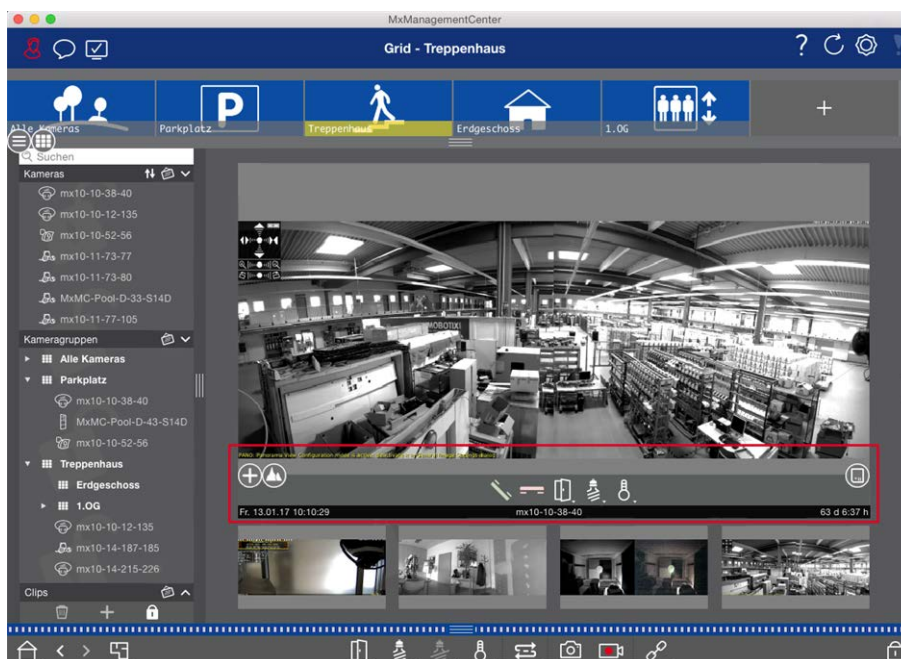 MxManagementCenter
Grid - Treppenhaus
?
P
+
Alle Kameras
Parkplatz
Treppenhaus
Erdgeschoss
1.OG
Suchen
Kameras
mx10-10-38-40
mx10-10-12-135
mx10-10-52-56
mx10-11-73-77
mx10-11-73-80
MxMC-Pool-D-33-S14D
mx10-11-77-105
Kameragruppen
Alle Kameras
Parkplatz
mx10-10-38-40
MxMC-Pool-D-43-S14D
mx10-10-52-56
Treppenhaus
Erdgeschoss
1.OG
mx10-10-12-135
mx10-14-187-185
mx10-14-215-226
Clips
MOBOTIX
Fr. 13.01.17 10:10:29
mx10-10-38-40
63 d 6:37 h